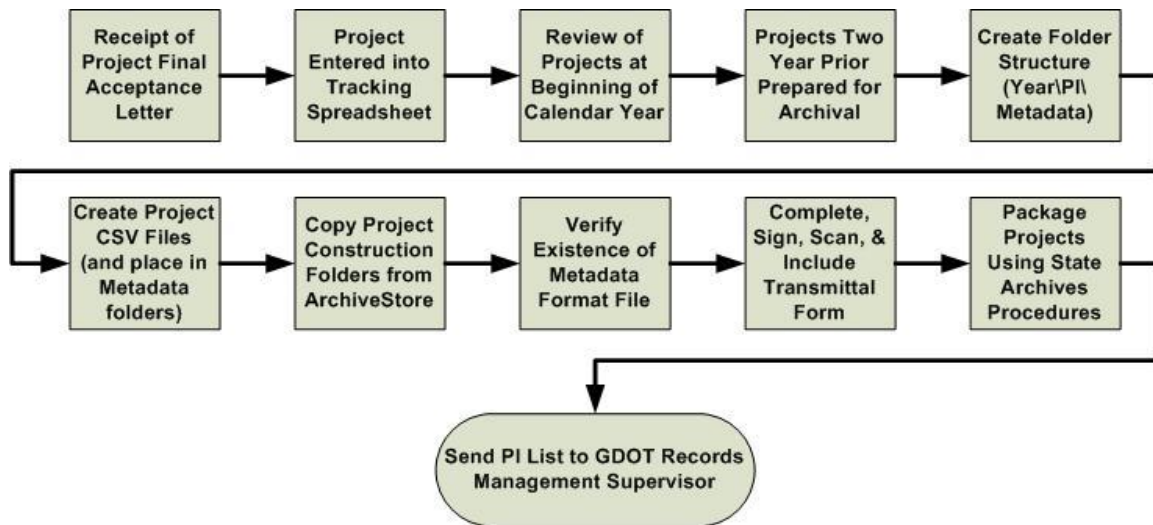 Receipt of
Project Final
Acceptance
Letter
Project
Entered into
Tracking
Spreadsheet
Review of
Projects at
Beginning of
Calendar Year
Projects Two
Year Prior
Prepared for
Archival
Create Folder
Structure
(Year\PI\
Metadata)
Create Project
CSV Files
(and place in
Metadata
folders)
Copy Project
Construction
Folders from
ArchiveStore
Verify
Existence of
Metadata
Format File
Complete,
Sign, Scan, &
Include
Transmittal
Form
Package
Projects
Using State
Archives
Procedures
Send PI List to GDOT Records
Management Supervisor